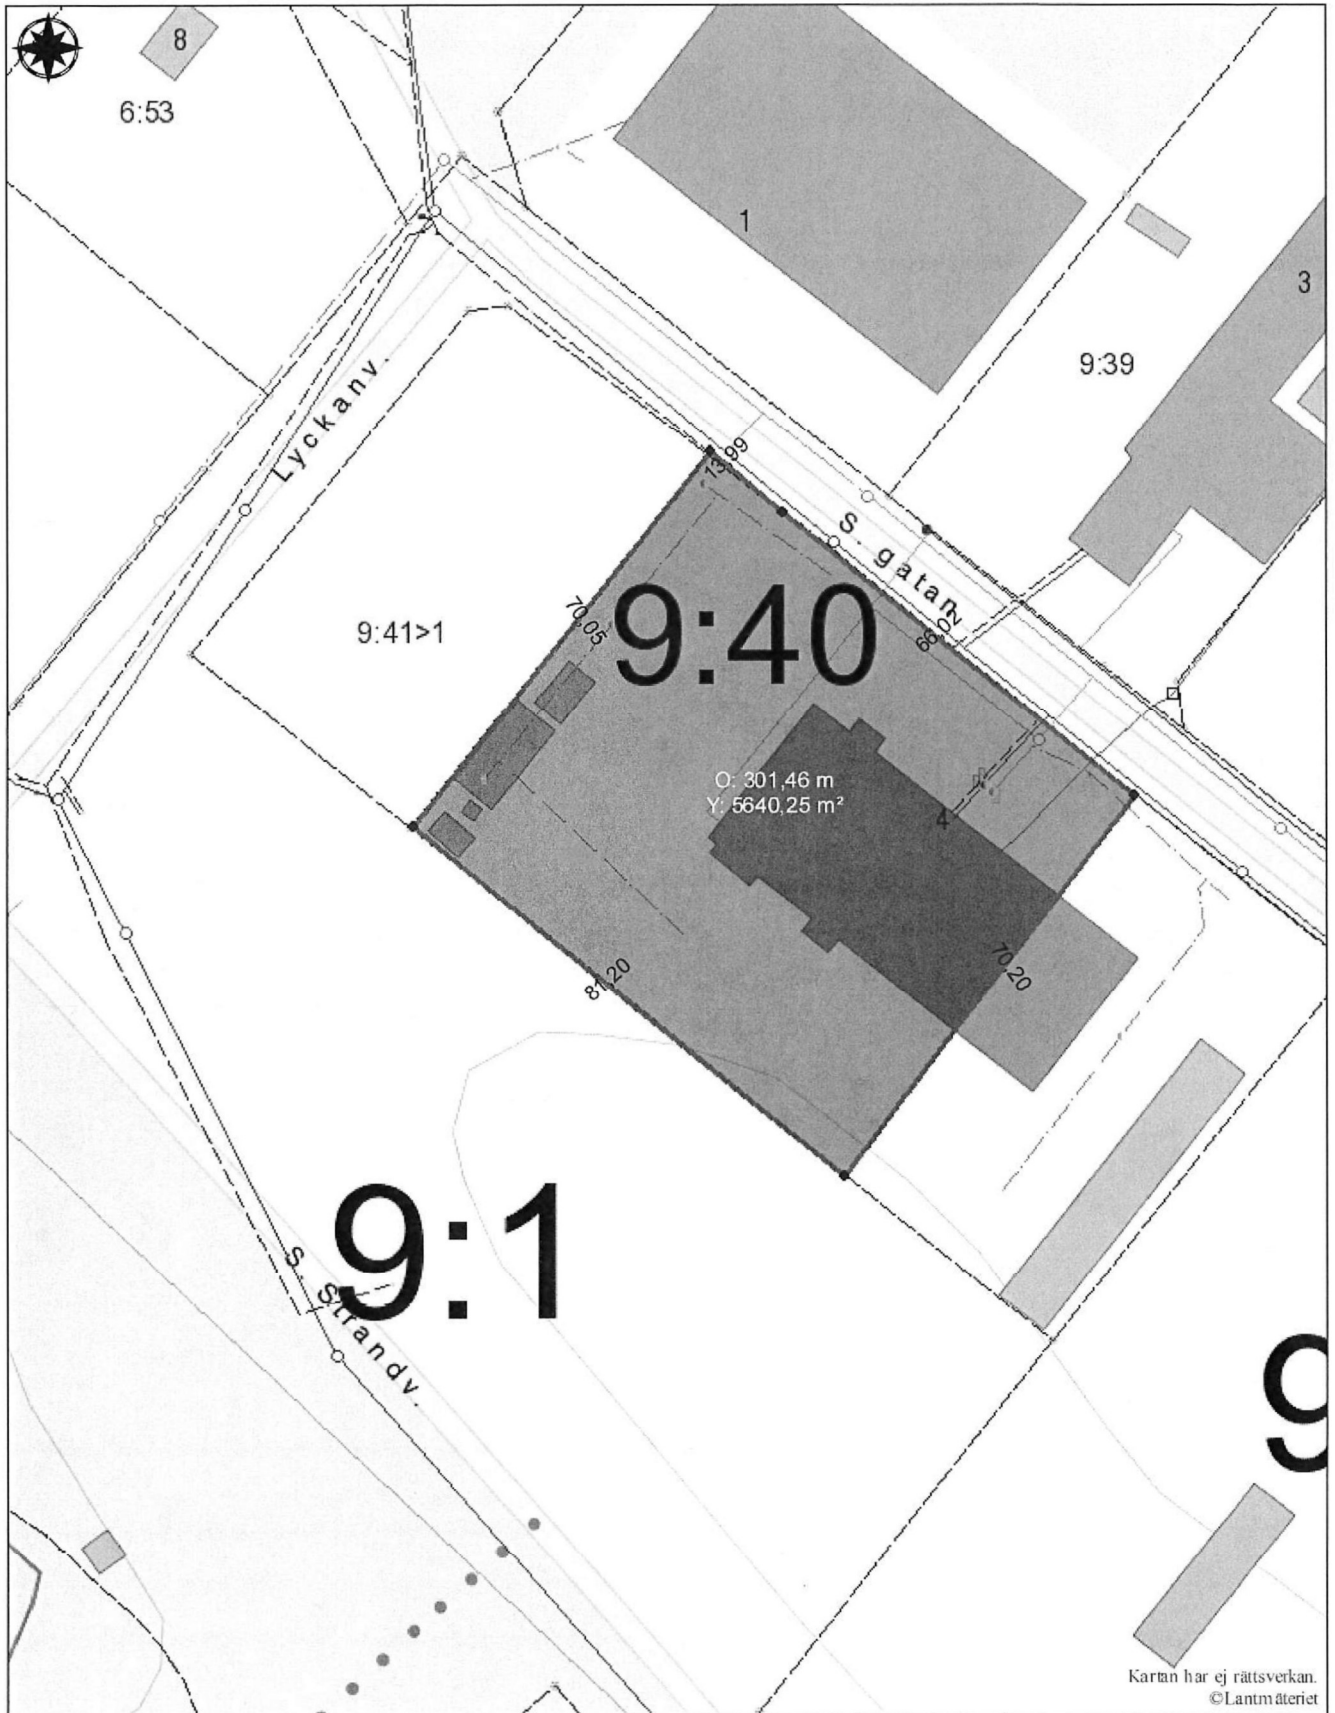 8
6:53
1
3
9:39
Lyckanv.
13,99
S. gatan
9:41>1
70,05
9:40
66,02
O: 301,46 m
Y: 5640,25 m²
4
70,20
81,20
9:1
S. Strandv.
9
Kartan har ej rättsverkan.
©Lantmäteriet